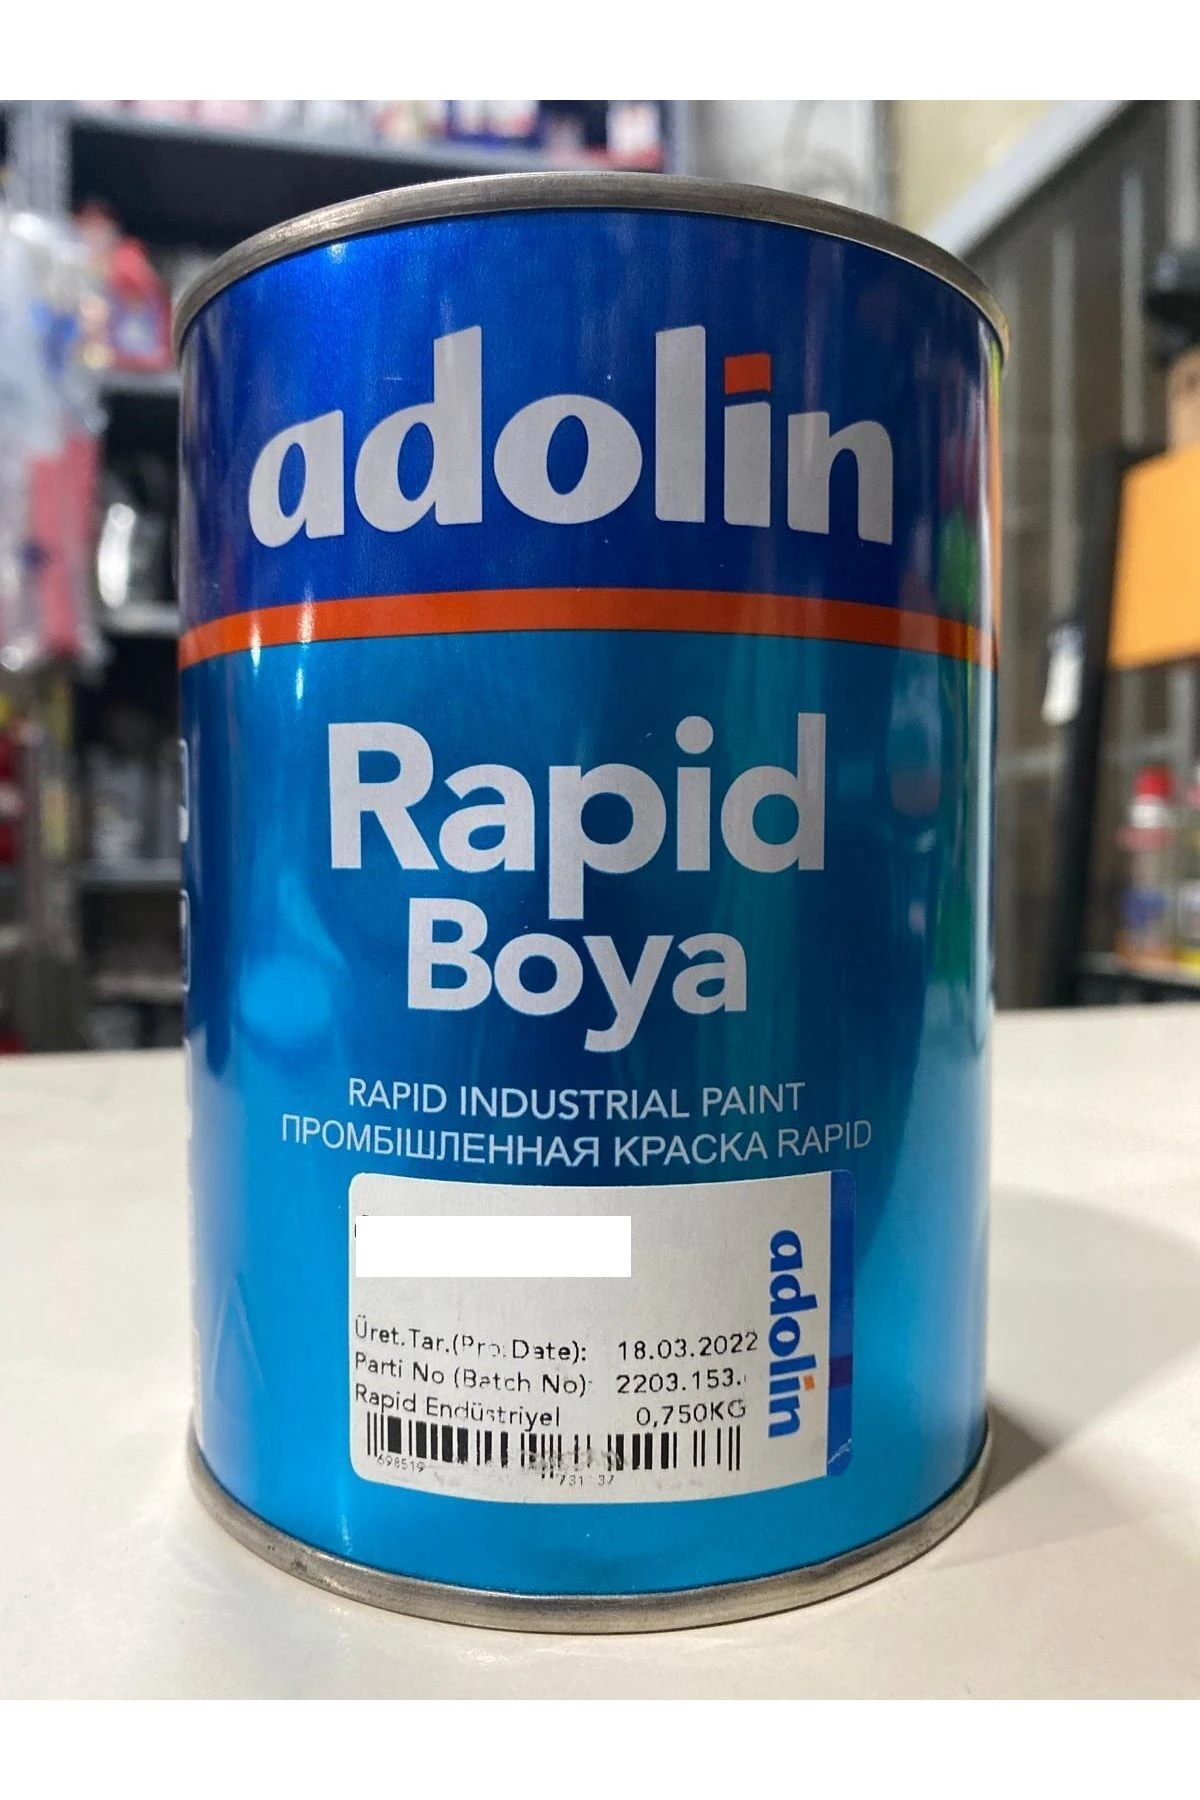 adolin
Rapid
Boya
RAPID INDUSTRIAL PAINT
ПРОМБІШЛЕННАЯ КРАСКА RAPID
adolin
Üret.Tar.(Pro.Date): 18.03.2022
Parti No (Batch No): 2203.153.
Rapid Endüstriyel 0,750KG
698519